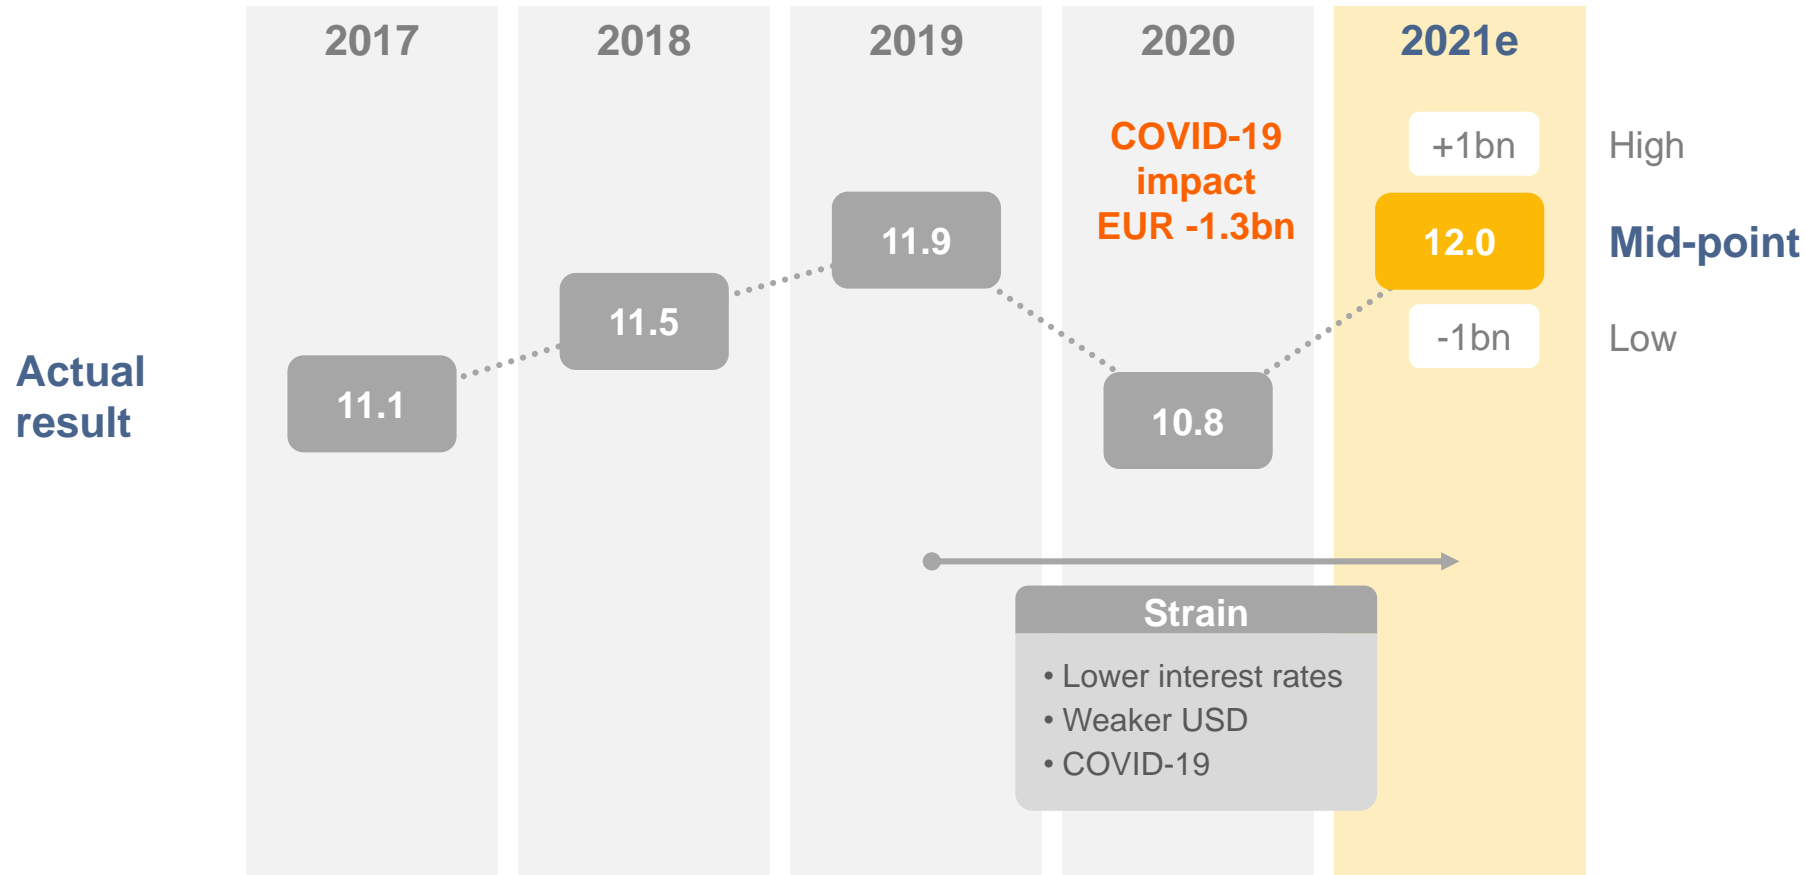 2017
2018
2019
2020
2021e
COVID-19
impact
EUR -1.3bn
+1bn
High
11.9
12.0
Mid-point
11.5
-1bn
Low
Actual
result
11.1
10.8
Strain
• Lower interest rates
• Weaker USD
• COVID-19